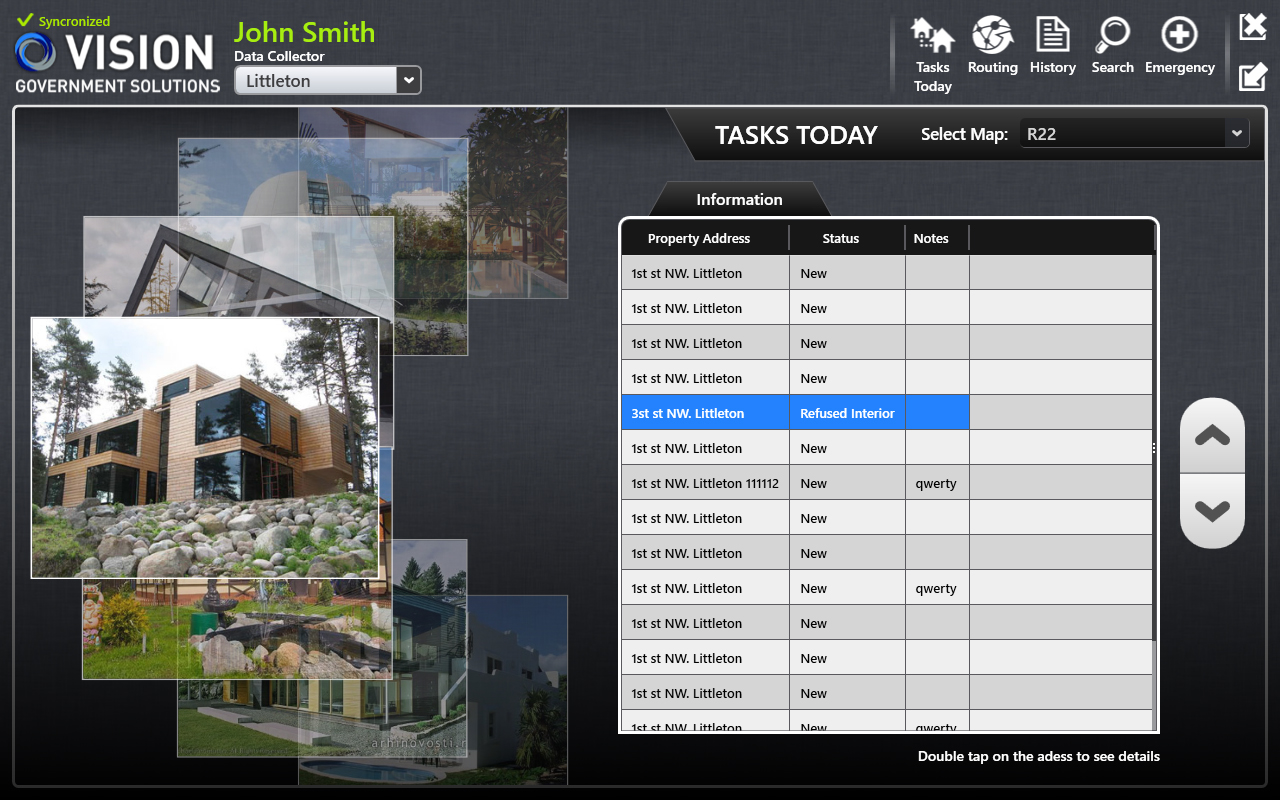 Syncronized
VISION
GOVERNMENT SOLUTIONS
John Smith
Data Collector
Littleton
Tasks Today
Routing
History
Search
Emergency
TASKS TODAY
Select Map:
R22
Information
Property Address Status Notes
1st st NW. Littleton New
1st st NW. Littleton New
1st st NW. Littleton New
1st st NW. Littleton New
3st st NW. Littleton Refused Interior
1st st NW. Littleton New
1st st NW. Littleton 111112 New qwerty
1st st NW. Littleton New
1st st NW. Littleton New
1st st NW. Littleton New qwerty
1st st NW. Littleton New
1st st NW. Littleton New
1st st NW. Littleton New
1st st NW. Littleton New qwerty
arhinovosti.r
Double tap on the adess to see details